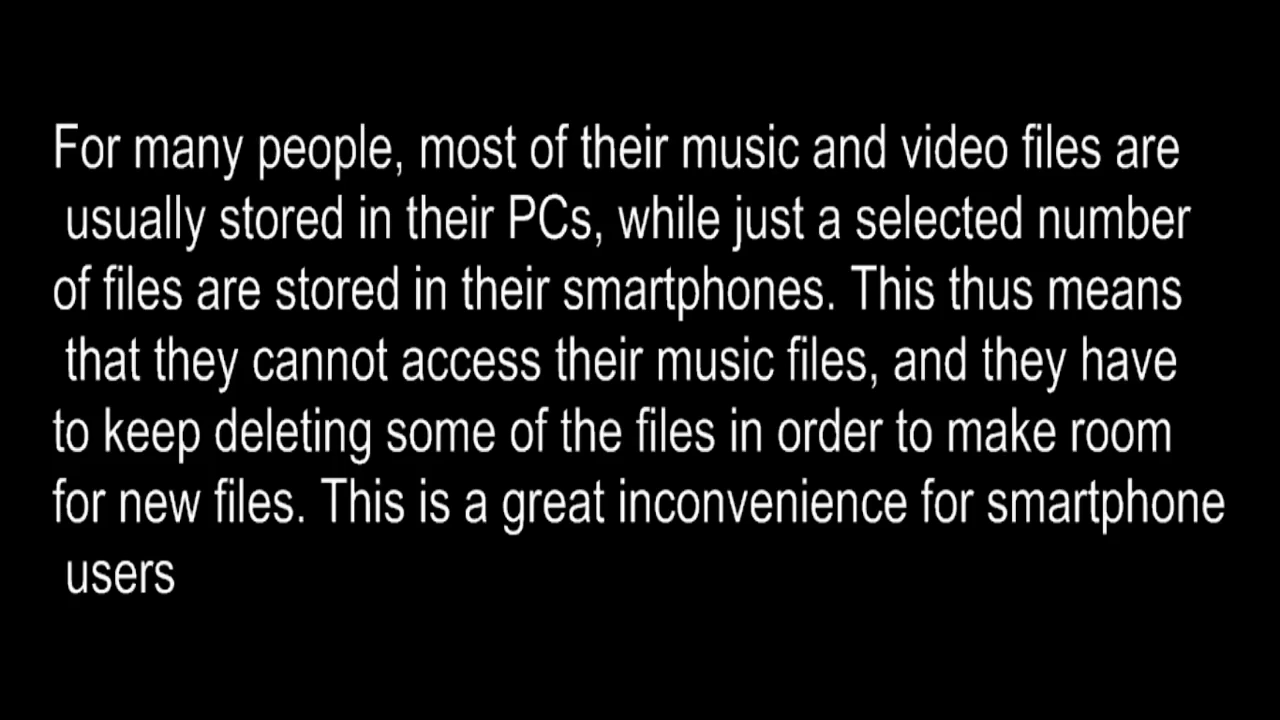 For many people, most of their music and video files are
usually stored in their PCs, while just a selected number
of files are stored in their smartphones. This thus means
that they cannot access their music files, and they have
to keep deleting some of the files in order to make room
for new files. This is a great inconvenience for smartphone
users